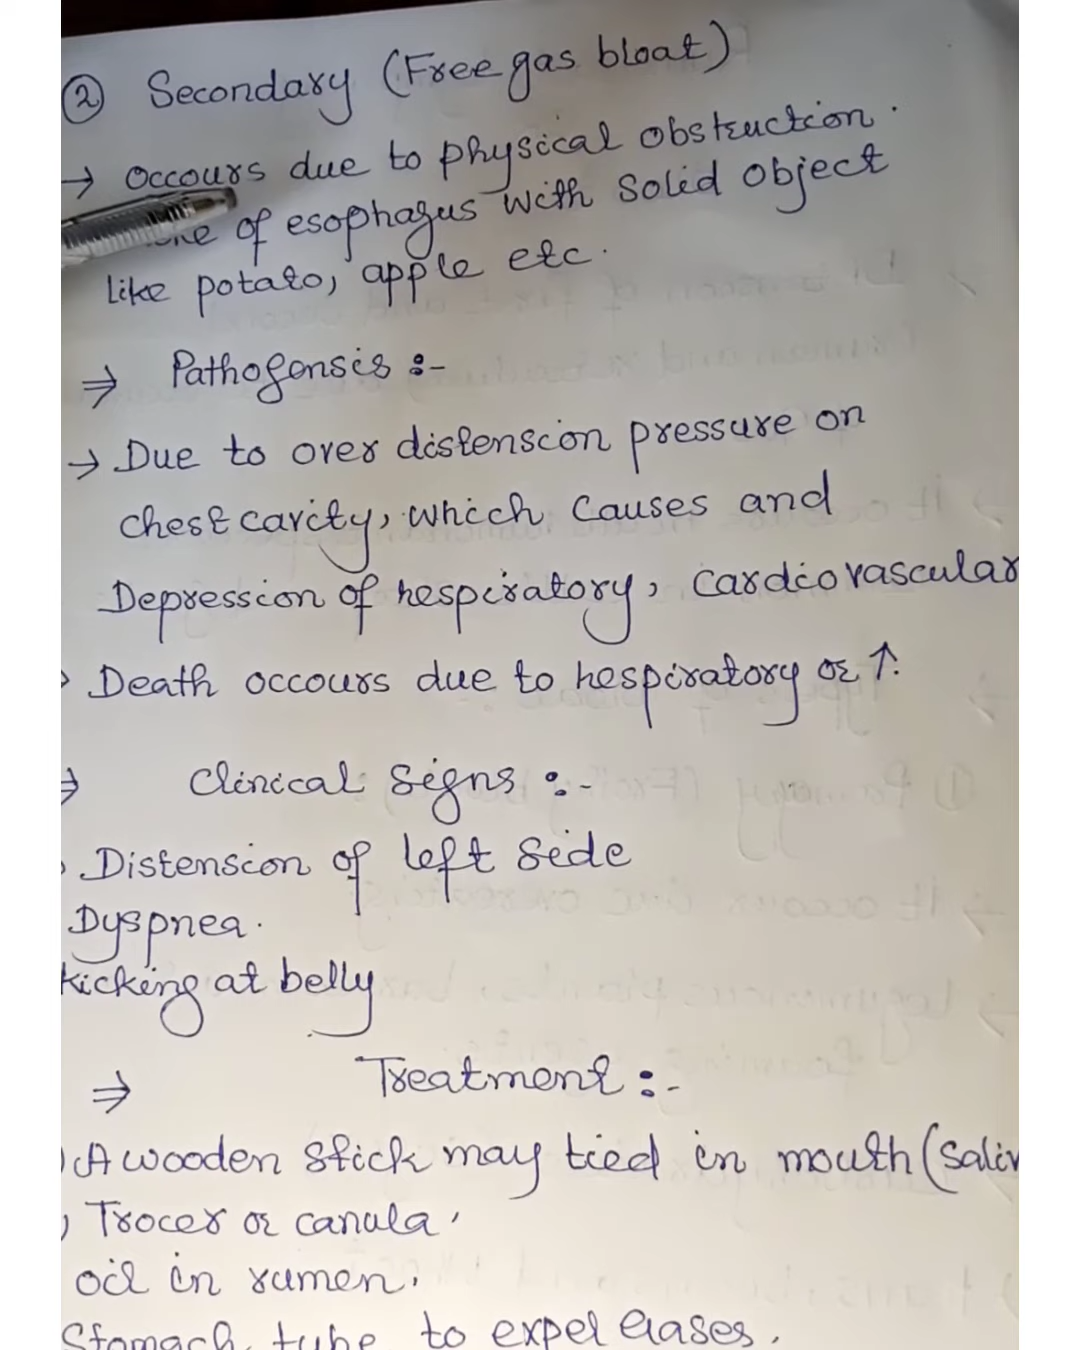 ② Secondary (Free gas bloat)
→ Occours due to physical obstruction.
of esophagus with solid object
like potato, apple etc.
⇒ Pathogensis :-
→ Due to over distension pressure on
chest cavity, which causes and
Depression of respiratory, cardiovascular
Death occours due to respiratory or ↑.
⇒ Clinical signs :-
Distension of left side
Dyspnea.
kicking at belly
⇒ Treatment :-
A wooden stick may tied in mouth (Saliv
Trocer or canula,
oil in rumen.
Stomach tube to expel Gases.